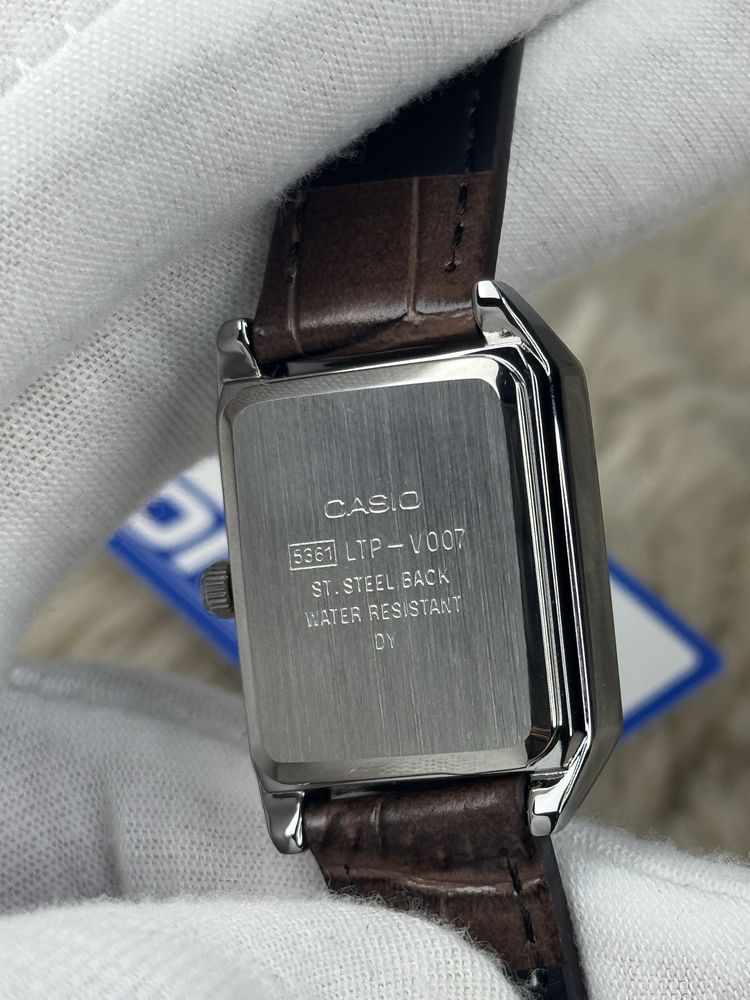 CASIO
5361 LTP-V007
ST. STEEL BACK
WATER RESISTANT
DY